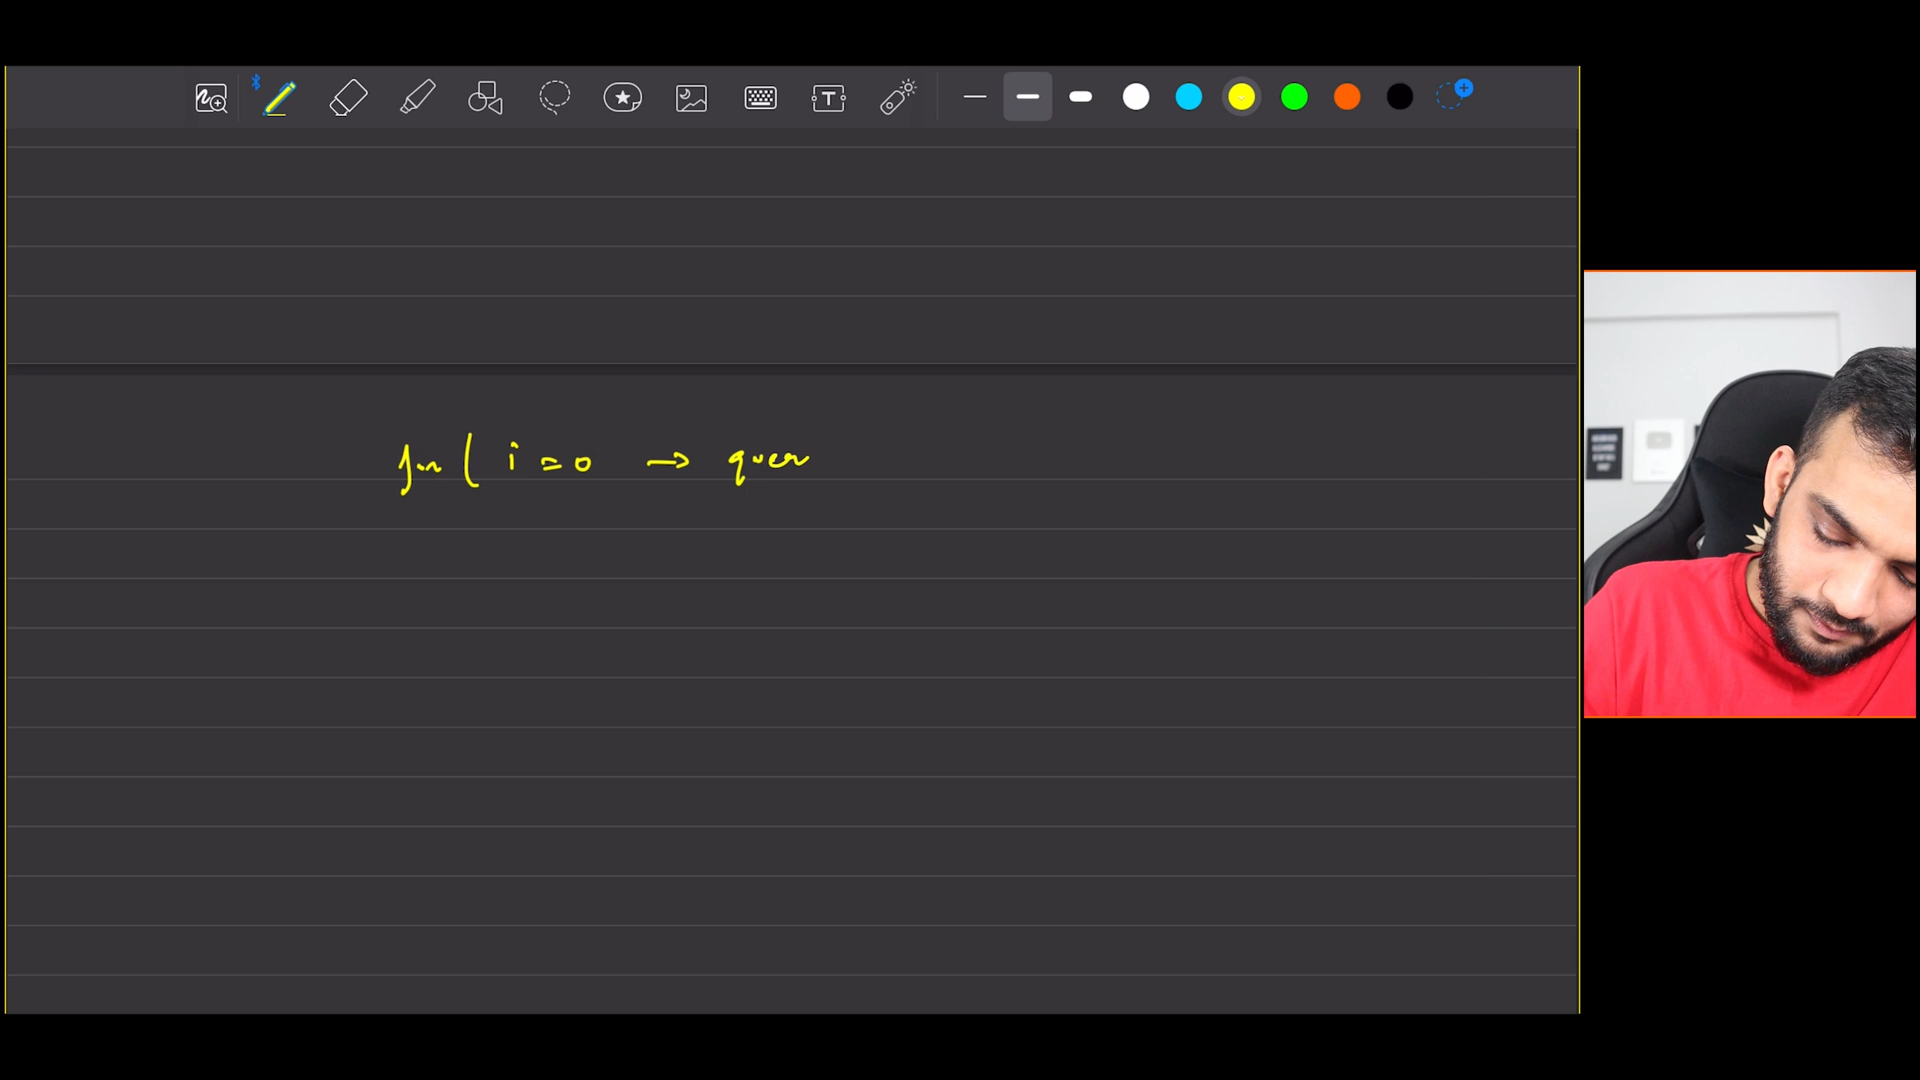 for ( i = 0 → quer